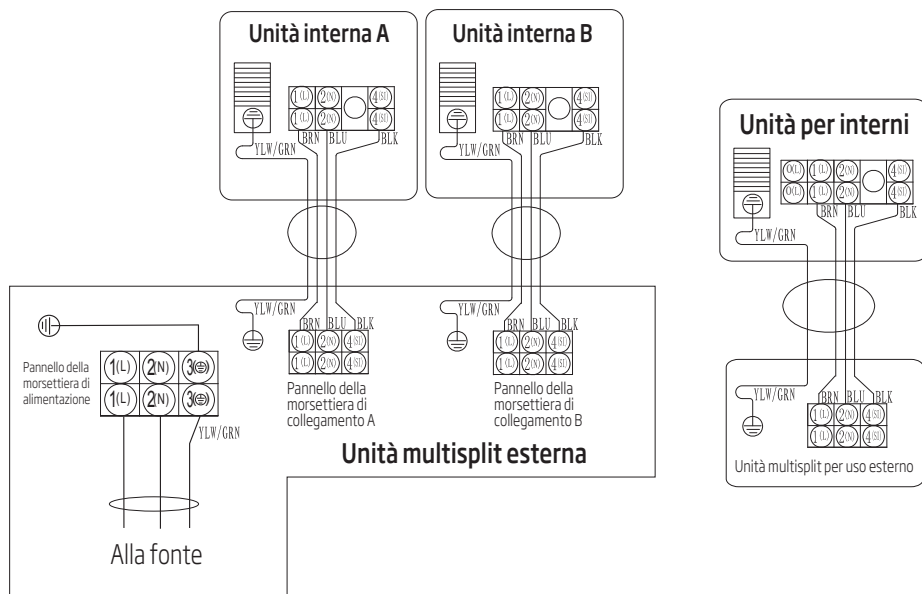 Unità interna A
1(L) 2(N) 4(SI)
1(L) 2(N) 4(SI)
BRN BLU BLK
YLW/GRN
Unità interna B
1(L) 2(N) 4(SI)
1(L) 2(N) 4(SI)
BRN BLU BLK
YLW/GRN
YLW/GRN
BRN BLU BLK
1(L) 2(N) 4(SI)
1(L) 2(N) 4(SI)
Pannello della
morsettiera di
collegamento A
YLW/GRN
BRN BLU BLK
1(L) 2(N) 4(SI)
1(L) 2(N) 4(SI)
Pannello della
morsettiera di
collegamento B
Pannello della
morsettiera di
alimentazione
1(L) 2(N) 3(⏚)
1(L) 2(N) 3(⏚)
YLW/GRN
Unità multisplit esterna
Alla fonte
Unità per interni
0(L) 1(L) 2(N) 4(SI)
0(L) 1(L) 2(N) 4(SI)
BRN BLU BLK
YLW/GRN
YLW/GRN
BRN BLU BLK
1(L) 2(N) 4(SI)
1(L) 2(N) 4(SI)
Unità multisplit per uso esterno